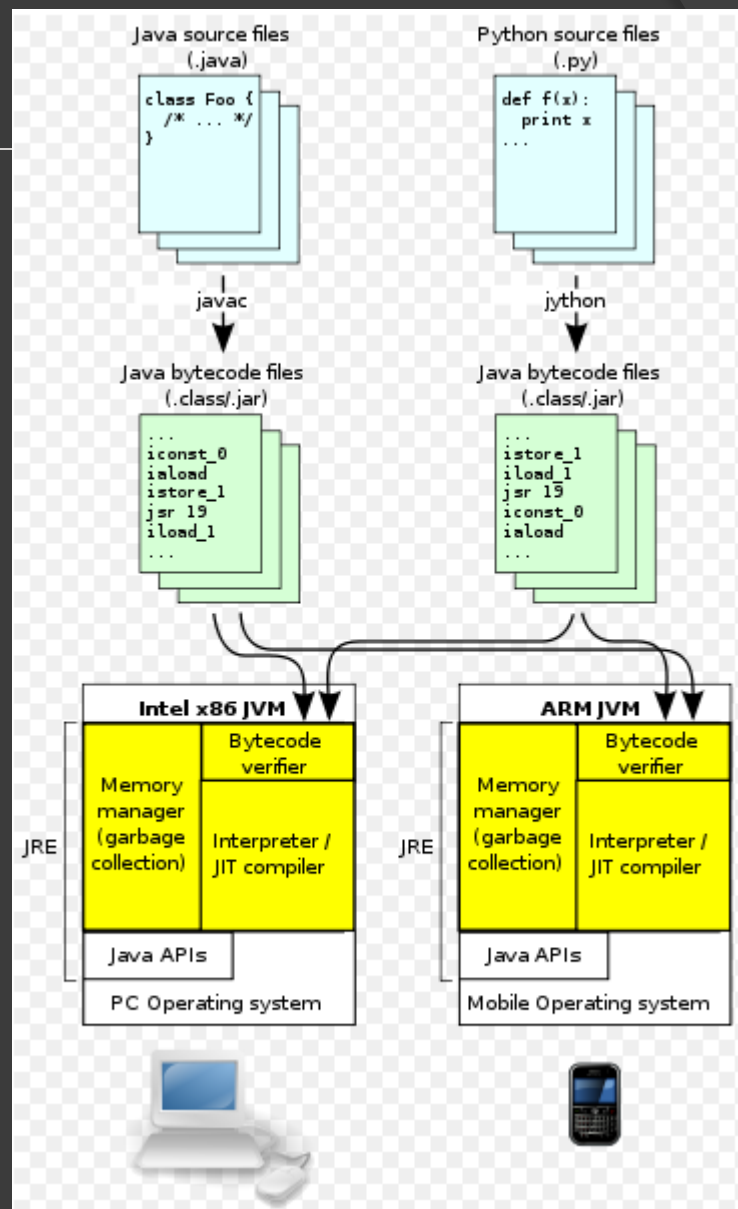 Java source files
(.java)
class Foo {
/* ... */
}
javac
Java bytecode files
(.class/.jar)
...
iconst_0
iaload
istore_1
jsr 19
iload_1
...
Python source files
(.py)
def f(x):
print x
...
jython
Java bytecode files
(.class/.jar)
...
istore_1
iload_1
jsr 19
iconst_0
iaload
...
Intel x86 JVM
Bytecode
verifier
Memory
manager
(garbage
collection)
Interpreter /
JIT compiler
JRE
Java APIs
PC Operating system
ARM JVM
Bytecode
verifier
Memory
manager
(garbage
collection)
Interpreter /
JIT compiler
JRE
Java APIs
Mobile Operating system